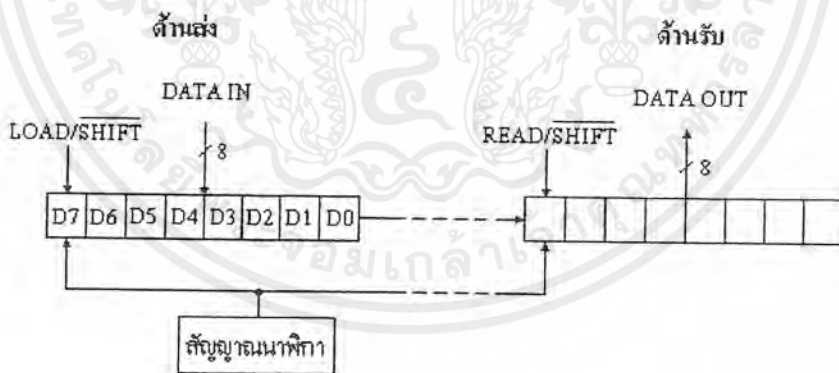 ด้านส่ง
ด้านรับ
DATA IN
DATA OUT
LOAD/SHIFT
READ/SHIFT
8
8
D7 D6 D5 D4 D3 D2 D1 D0
สัญญาณนาฬิกา